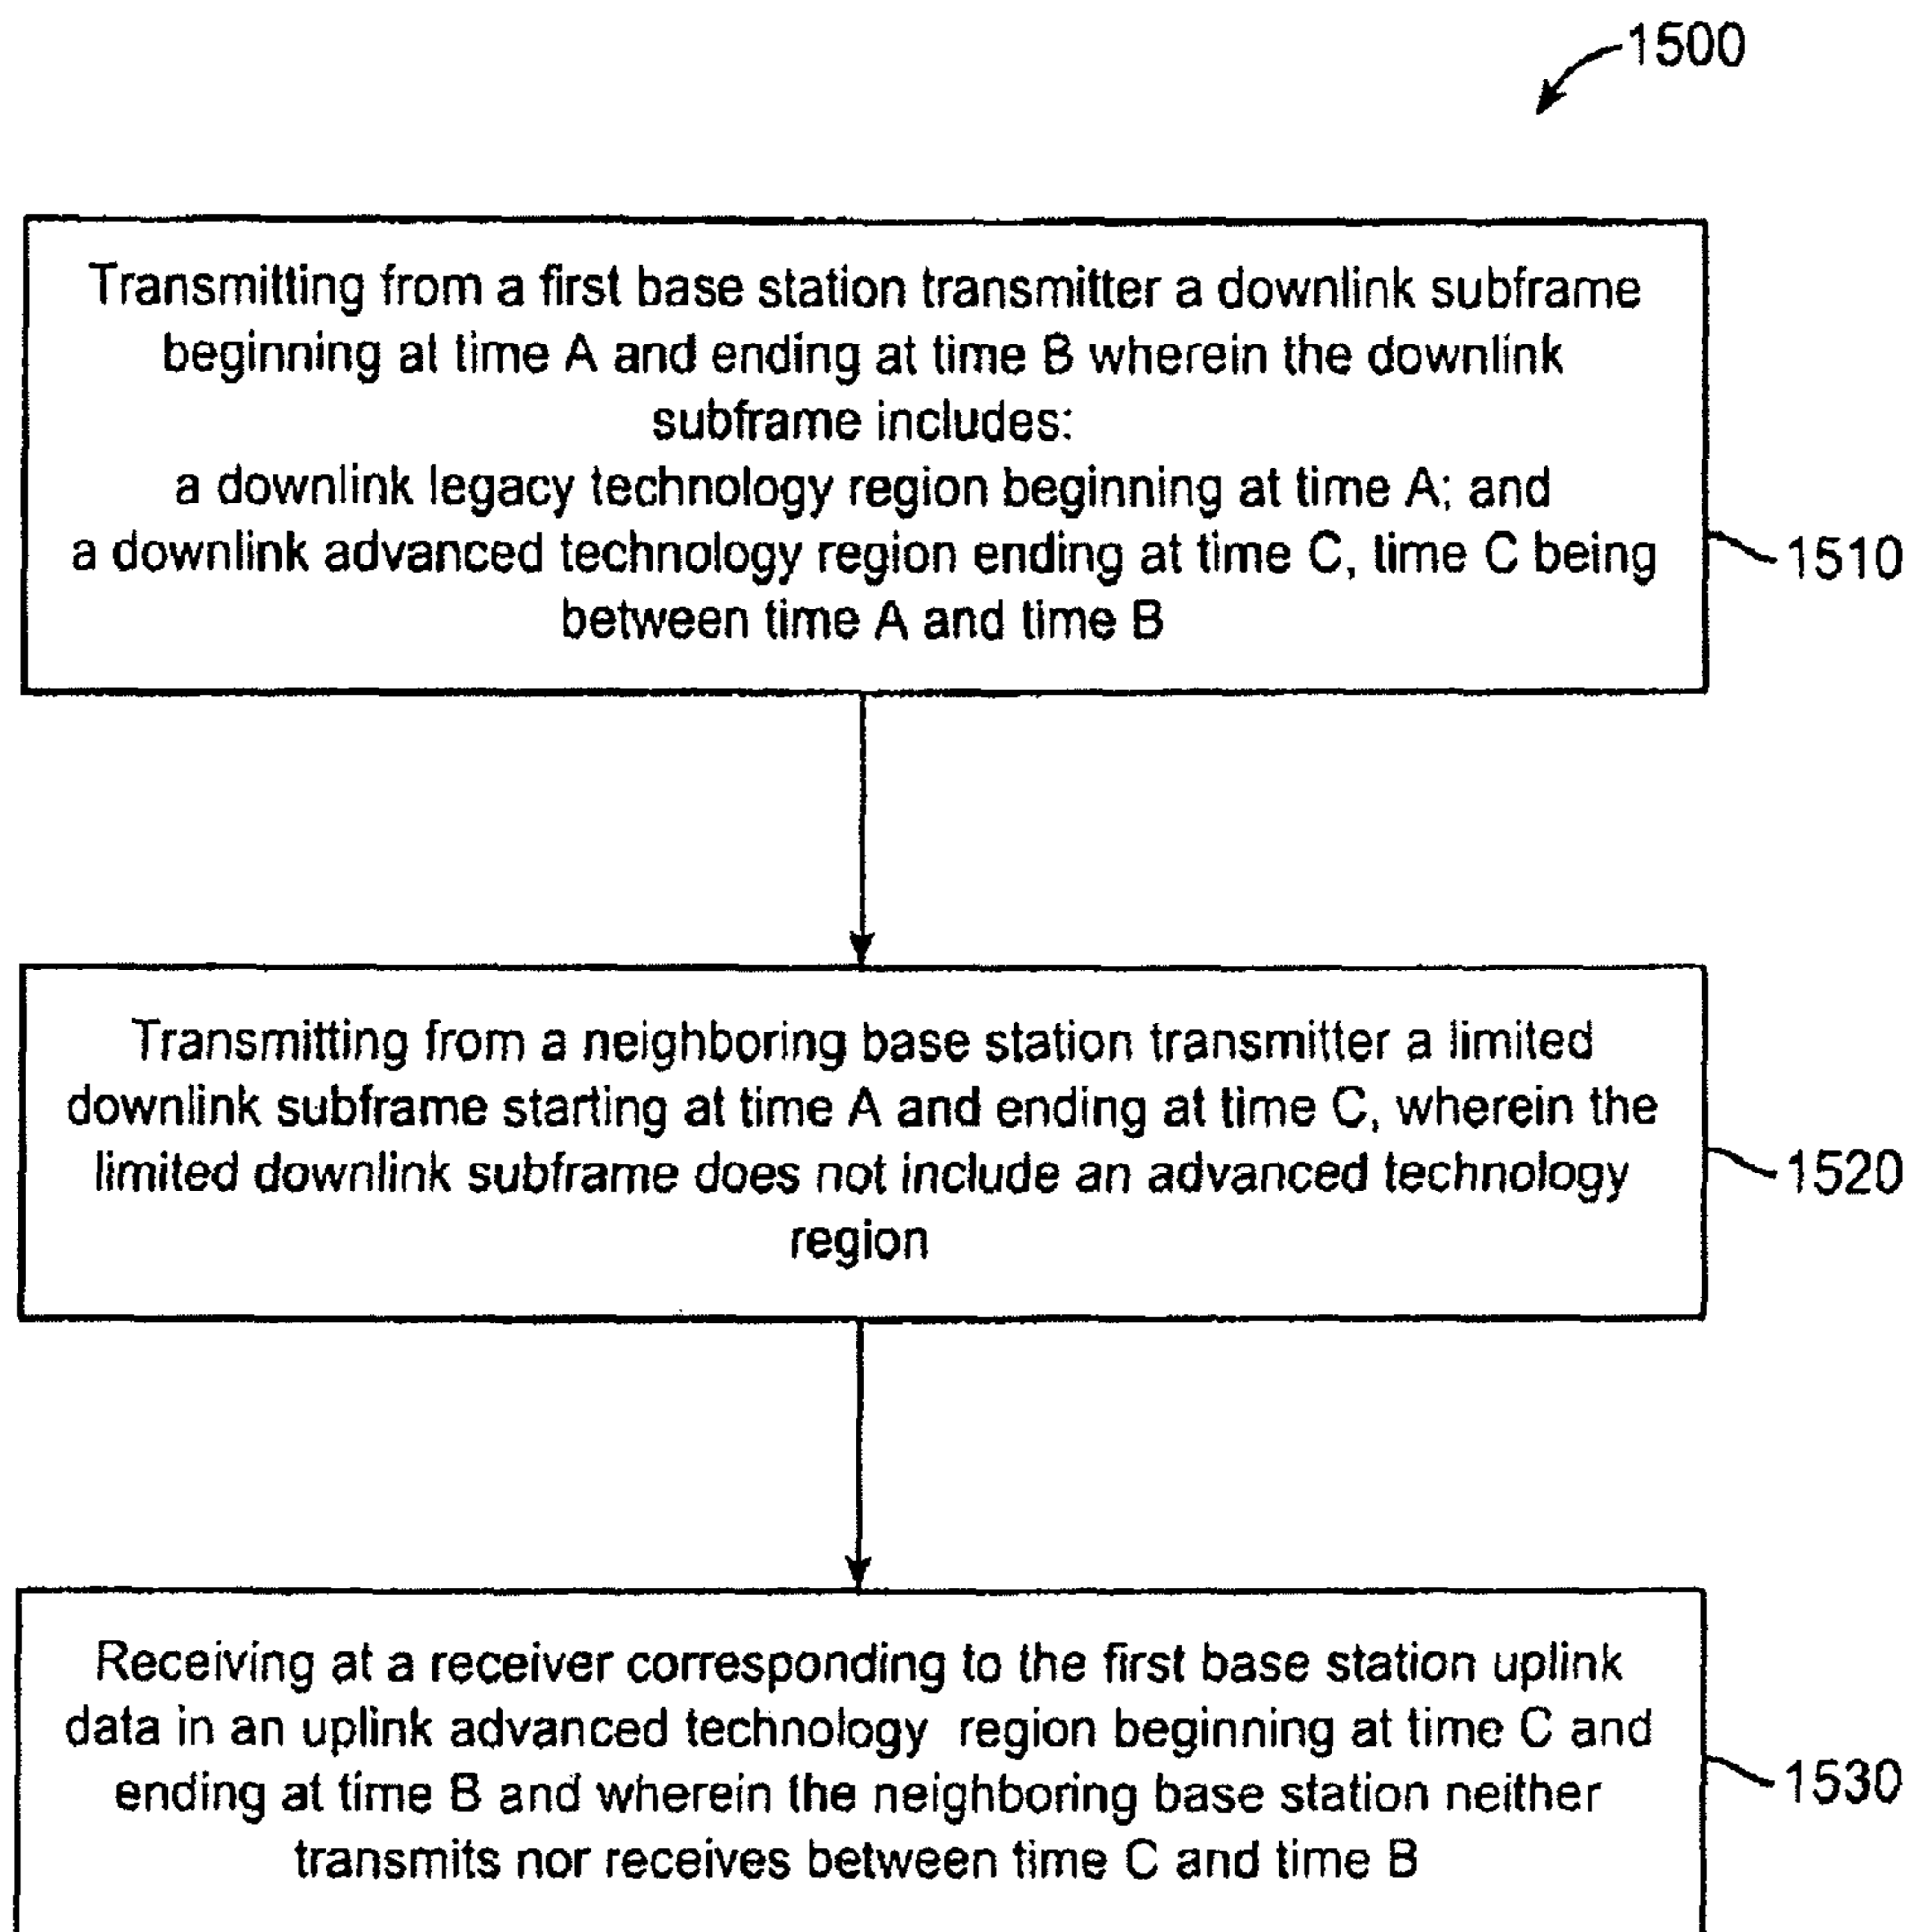 1500
Transmitting from a first base station transmitter a downlink subframe
beginning at time A and ending at time B wherein the downlink
subframe includes:
a downlink legacy technology region beginning at time A; and
a downlink advanced technology region ending at time C, time C being
between time A and time B
1510
Transmitting from a neighboring base station transmitter a limited
downlink subframe starting at time A and ending at time C, wherein the
limited downlink subframe does not include an advanced technology
region
1520
Receiving at a receiver corresponding to the first base station uplink
data in an uplink advanced technology region beginning at time C and
ending at time B and wherein the neighboring base station neither
transmits nor receives between time C and time B
1530